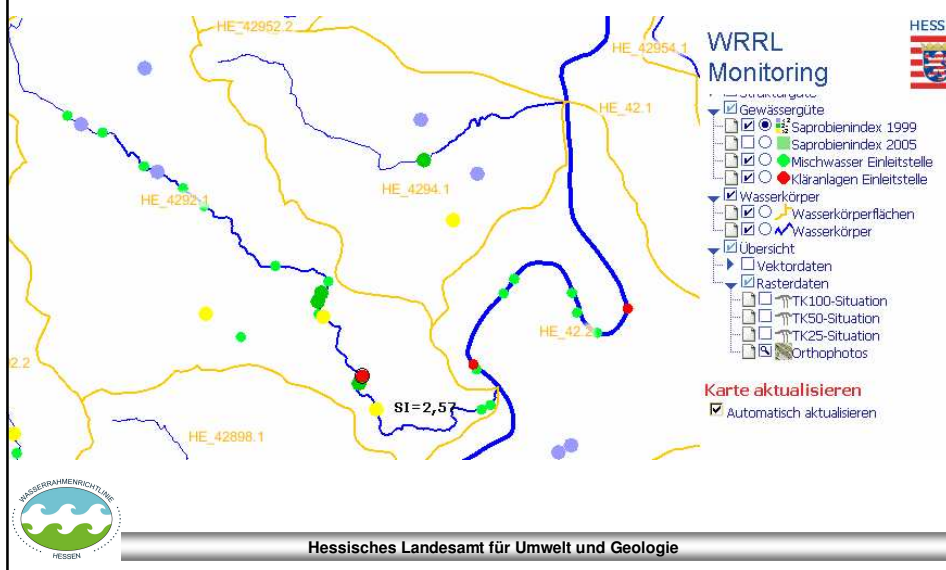 HE_42952.2
HE_42954.1
HE_42.1
HE_4292.1
HE_4294.1
HE_42.2
2.2
SI=2,57
HE_42898.1
HESS
WRRL
Monitoring
Strukturgüte
Gewässergüte
Saprobienindex 1999
Saprobienindex 2005
Mischwasser Einleitstelle
Kläranlagen Einleitstelle
Wasserkörper
Wasserkörperflächen
Wasserkörper
Übersicht
Vektordaten
Rasterdaten
TK100-Situation
TK50-Situation
TK25-Situation
Orthophotos
Karte aktualisieren
Automatisch aktualisieren
WASSERRAHMENRICHTLINIE
HESSEN
Hessisches Landesamt für Umwelt und Geologie